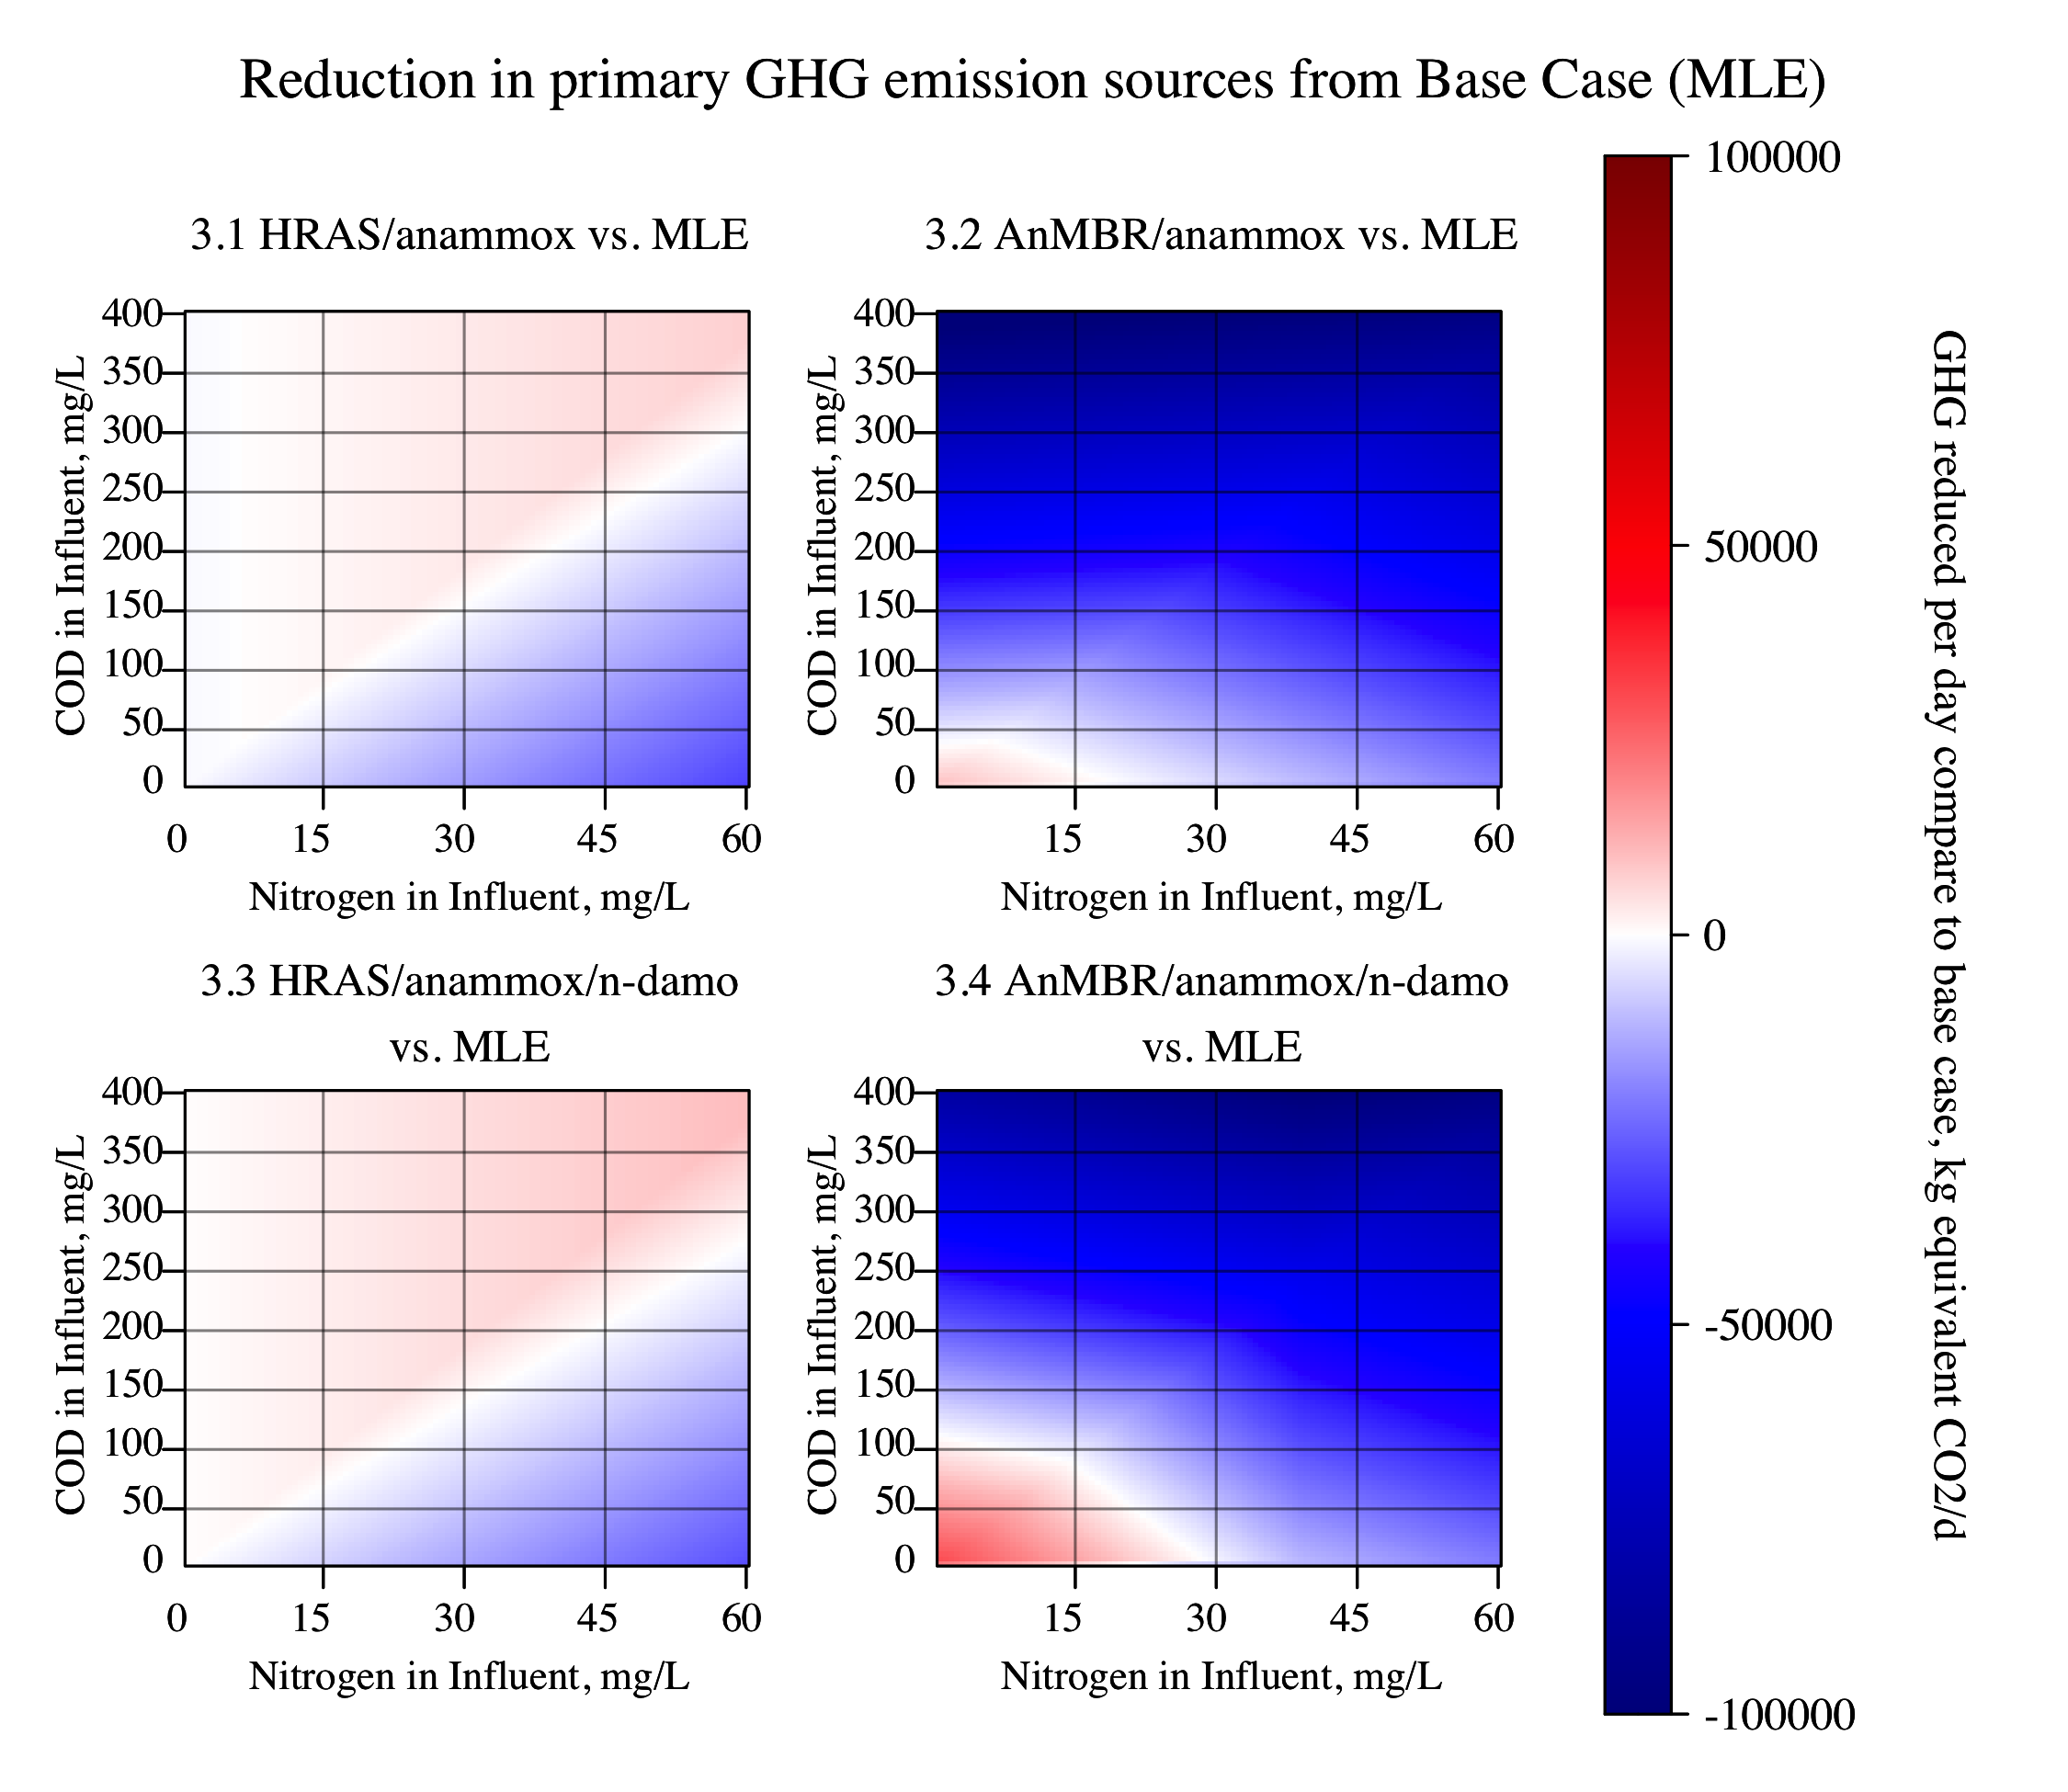 Reduction in primary GHG emission sources from Base Case (MLE)
3.1 HRAS/anammox vs. MLE
400
350
300
250
200
150
100
50
0
COD in Influent, mg/L
0 15 30 45 60
Nitrogen in Influent, mg/L
3.2 AnMBR/anammox vs. MLE
400
350
300
250
200
150
100
50
0
COD in Influent, mg/L
15 30 45 60
Nitrogen in Influent, mg/L
3.3 HRAS/anammox/n-damo
vs. MLE
400
350
300
250
200
150
100
50
0
COD in Influent, mg/L
0 15 30 45 60
Nitrogen in Influent, mg/L
3.4 AnMBR/anammox/n-damo
vs. MLE
400
350
300
250
200
150
100
50
0
COD in Influent, mg/L
15 30 45 60
Nitrogen in Influent, mg/L
100000
50000
0
-50000
-100000
GHG reduced per day compare to base case, kg equivalent CO2/d